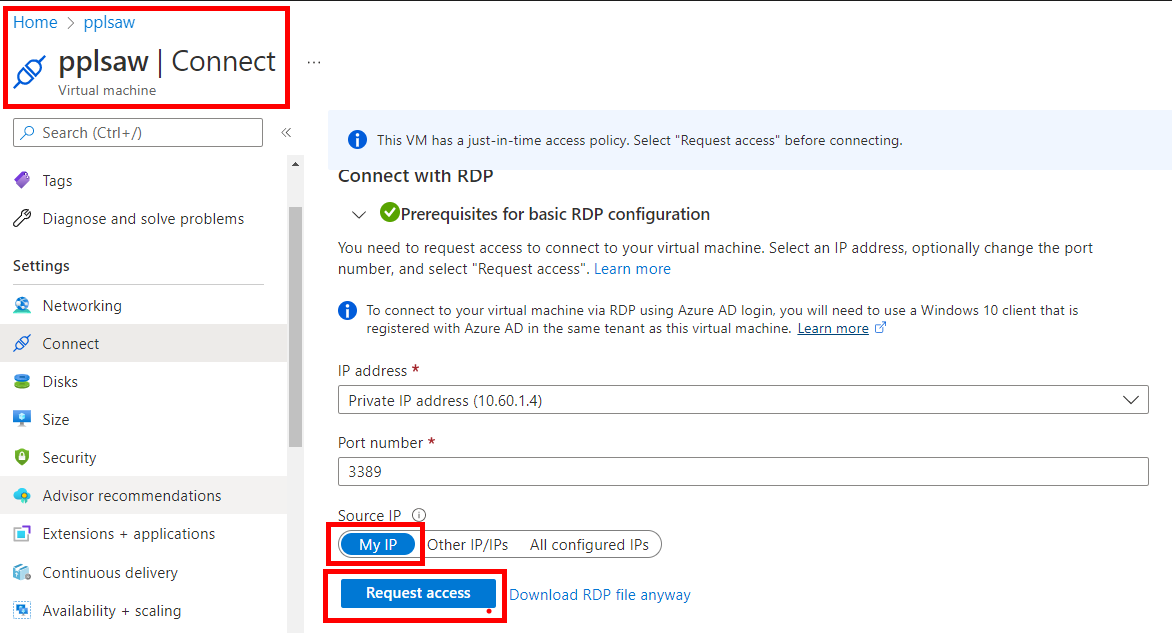 Home > pplsaw
pplsaw | Connect ...
Virtual machine
Search (Ctrl+/) «
Tags
Diagnose and solve problems
Settings
Networking
Connect
Disks
Size
Security
Advisor recommendations
Extensions + applications
Continuous delivery
Availability + scaling
This VM has a just-in-time access policy. Select "Request access" before connecting.
Connect with RDP
Prerequisites for basic RDP configuration
You need to request access to connect to your virtual machine. Select an IP address, optionally change the port
number, and select "Request access". Learn more
To connect to your virtual machine via RDP using Azure AD login, you will need to use a Windows 10 client that is
registered with Azure AD in the same tenant as this virtual machine. Learn more
IP address *
Private IP address (10.60.1.4)
Port number *
3389
Source IP
My IP Other IP/IPs All configured IPs
Request access Download RDP file anyway